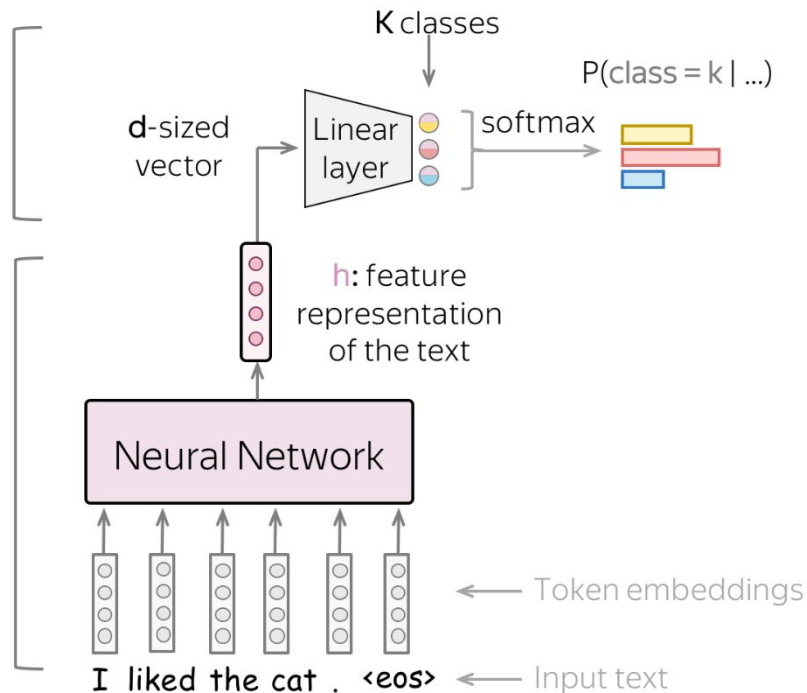 K classes
P(class = k | ...)
d-sized
vector
Linear
layer
softmax
h: feature
representation
of the text
Neural Network
Token embeddings
I liked the cat . <eos>
Input text